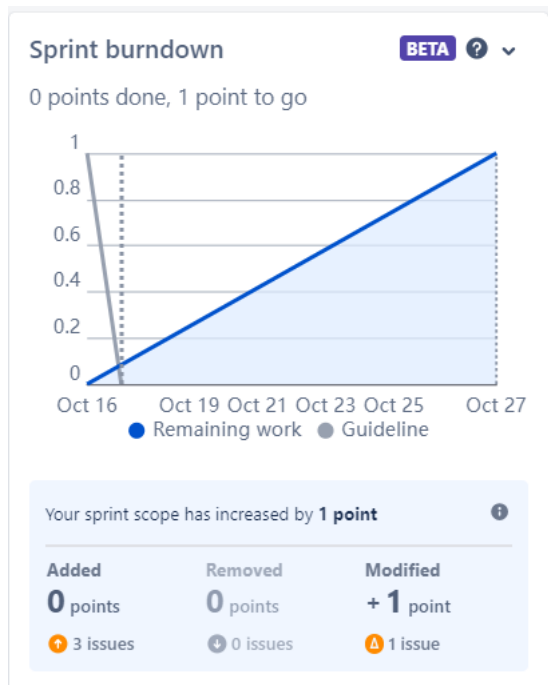 Sprint burndown BETA ?
0 points done, 1 point to go
1
0.8
0.6
0.4
0.2
0
Oct 16 Oct 19 Oct 21 Oct 23 Oct 25 Oct 27
Remaining work Guideline
Your sprint scope has increased by 1 point i
Added Removed Modified
0 points 0 points + 1 point
3 issues 0 issues Δ 1 issue